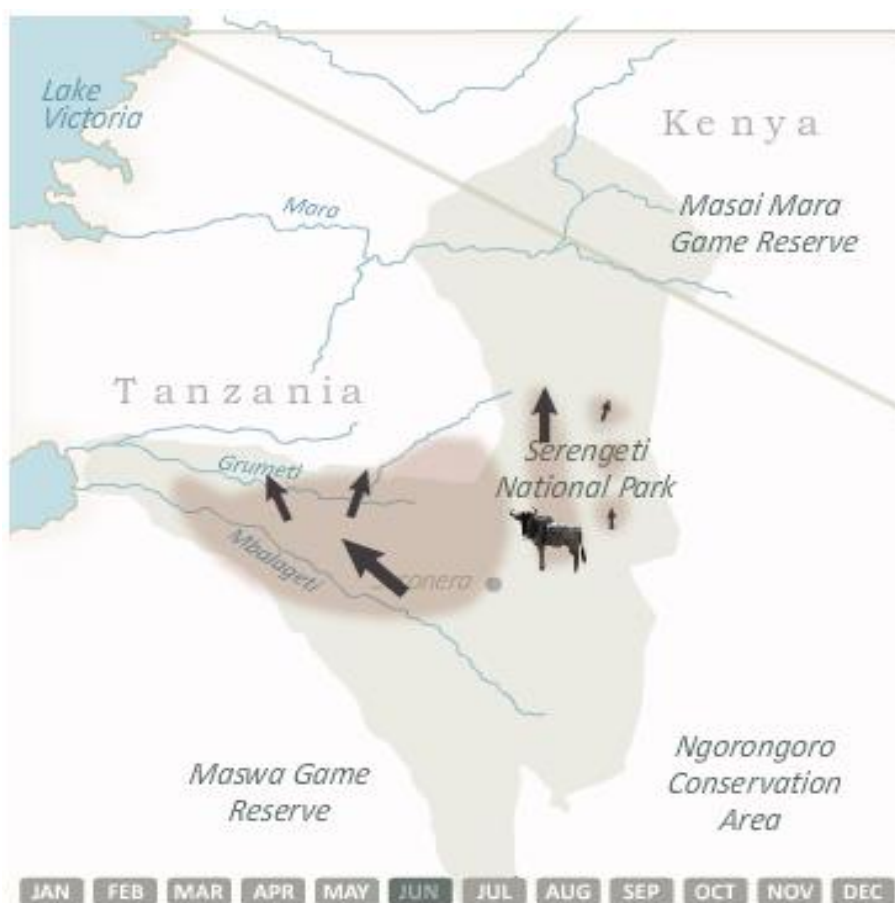 Lake
Victoria
Kenya
Mara
Masai Mara
Game Reserve
Tanzania
Grumeti
Serengeti
National Park
Mbalageti
Ngorongoro
Conservation
Area
Maswa Game
Reserve
JAN FEB MAR APR MAY JUN JUL AUG SEP OCT NOV DEC